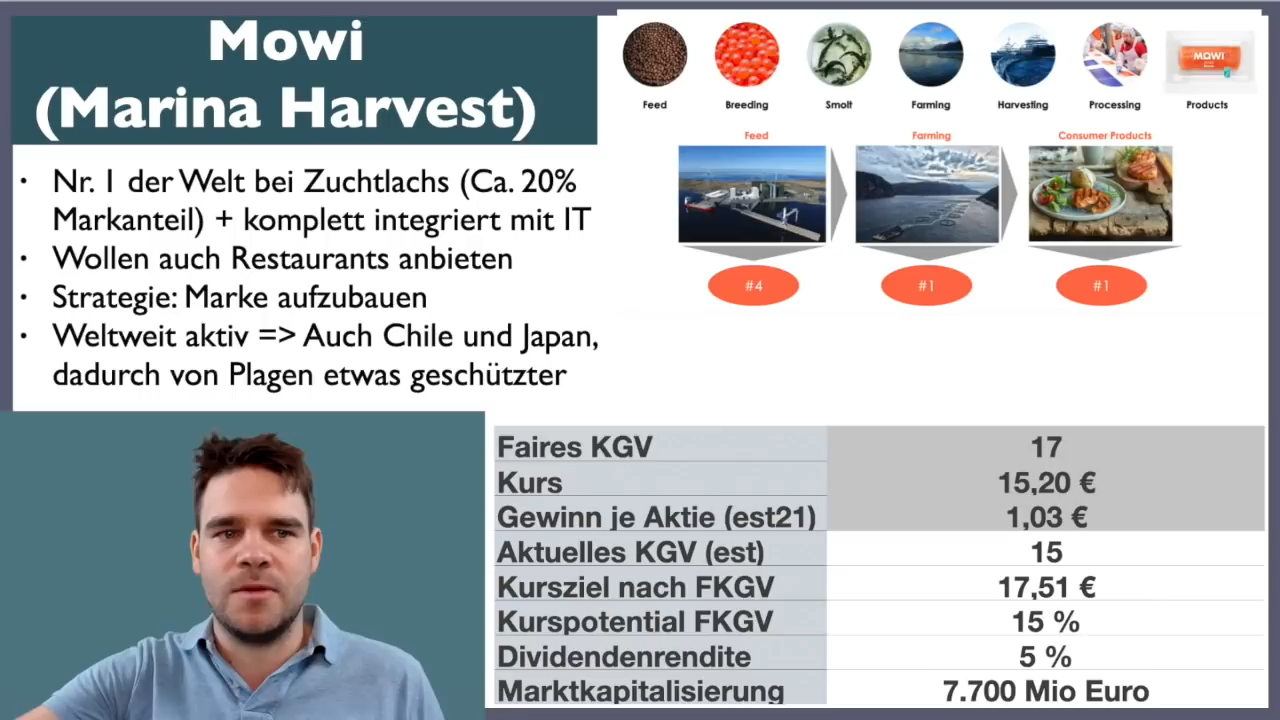 Mowi
(Marina Harvest)
• Nr. 1 der Welt bei Zuchtlachs (Ca. 20%
Markanteil) + komplett integriert mit IT
• Wollen auch Restaurants anbieten
• Strategie: Marke aufzubauen
• Weltweit aktiv => Auch Chile und Japan,
dadurch von Plagen etwas geschützter
MOWI
Feed Breeding Smolt Farming Harvesting Processing Products
Feed Farming Consumer Products
#4 #1 #1
Faires KGV 17
Kurs 15,20 €
Gewinn je Aktie (est21) 1,03 €
Aktuelles KGV (est) 15
Kursziel nach FKGV 17,51 €
Kurspotential FKGV 15 %
Dividendenrendite 5 %
Marktkapitalisierung 7.700 Mio Euro